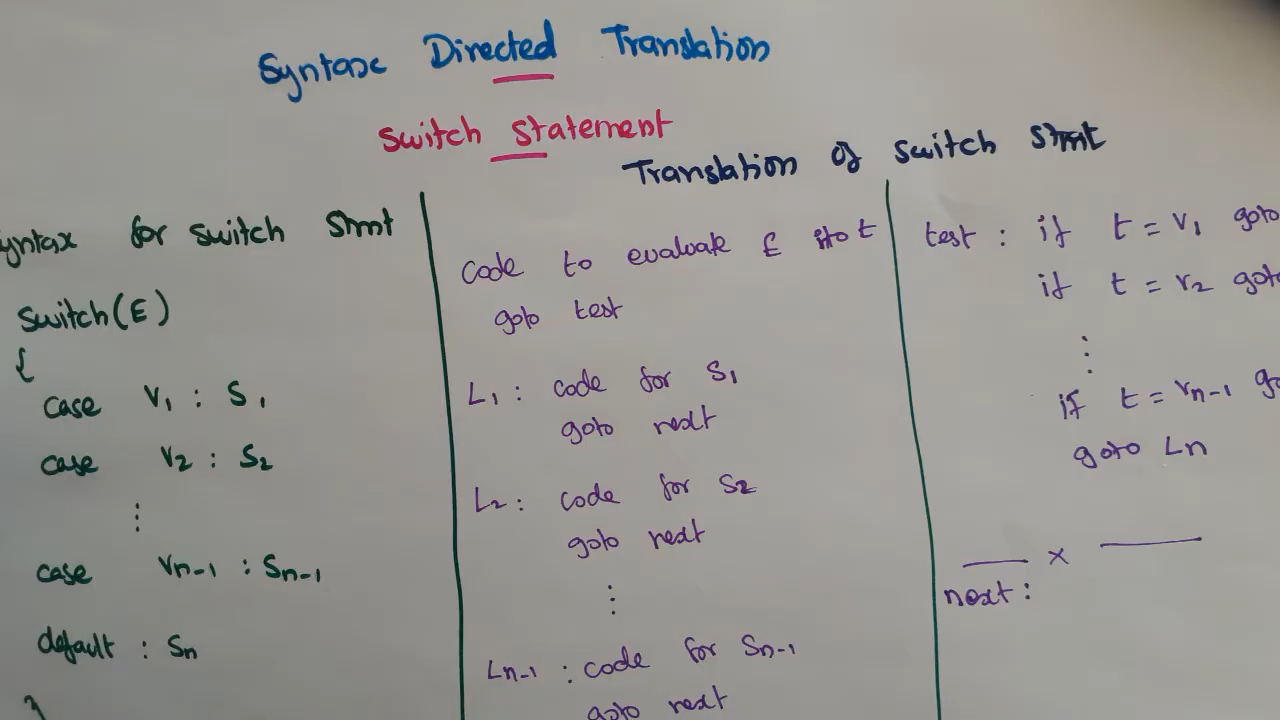 Syntax Directed Translation
Switch Statement
Translation of switch stmt
yntax for switch stmt
switch(E)
{
case V1 : S1
case V2 : S2
⋮
case Vn-1 : Sn-1
default : Sn
}
code to evaluate E into t
goto test
L1 : code for S1
goto next
L2 : code for S2
goto next
⋮
Ln-1 : code for Sn-1
goto next
test : if t = V1 goto
if t = V2 goto
⋮
if t = Vn-1 go
goto Ln
x
next :